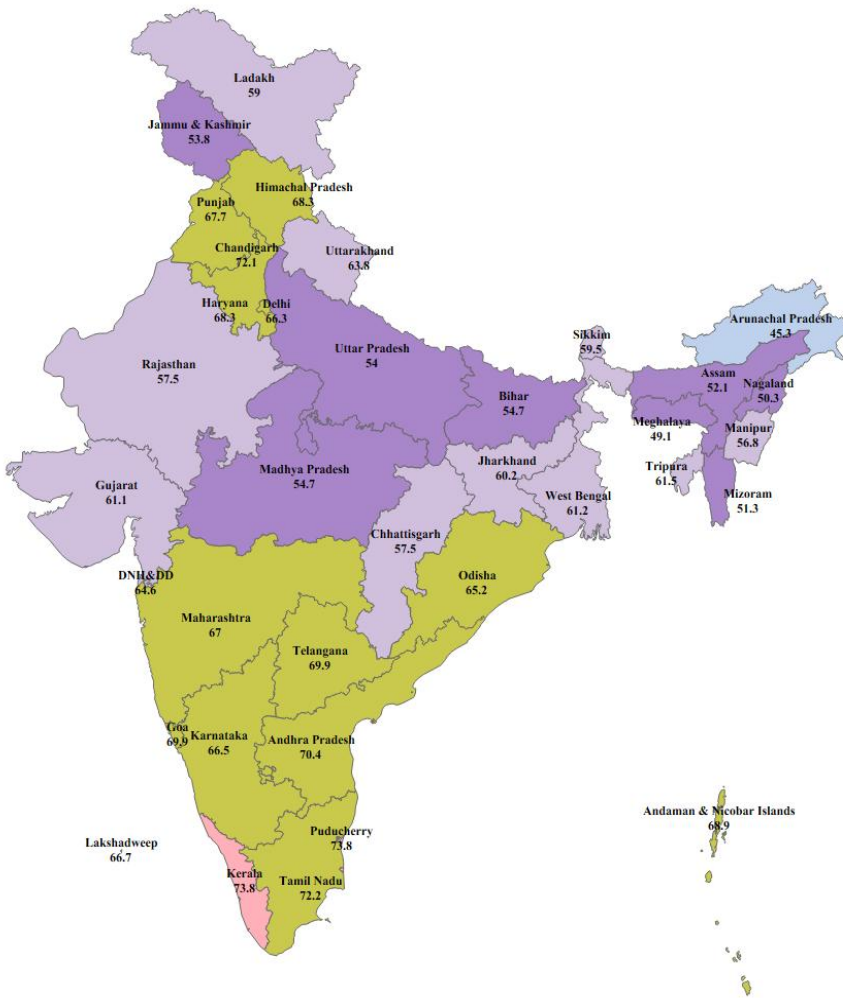 Ladakh
59
Jammu & Kashmir
53.8
Himachal Pradesh
68.3
Punjab
67.7
Chandigarh
72.1
Uttarakhand
63.8
Haryana
68.3
Delhi
66.3
Arunachal Pradesh
45.3
Sikkim
59.5
Rajasthan
57.5
Uttar Pradesh
54
Assam
52.1
Nagaland
50.3
Bihar
54.7
Meghalaya
49.1
Manipur
56.8
Madhya Pradesh
54.7
Jharkhand
60.2
Tripura
61.5
Gujarat
61.1
West Bengal
61.2
Mizoram
51.3
Chhattisgarh
57.5
DNH&DD
64.6
Odisha
65.2
Maharashtra
67
Telangana
69.9
Goa
69.9
Karnataka
66.5
Andhra Pradesh
70.4
Andaman & Nicobar Islands
68.9
Puducherry
73.8
Lakshadweep
66.7
Kerala
73.8
Tamil Nadu
72.2